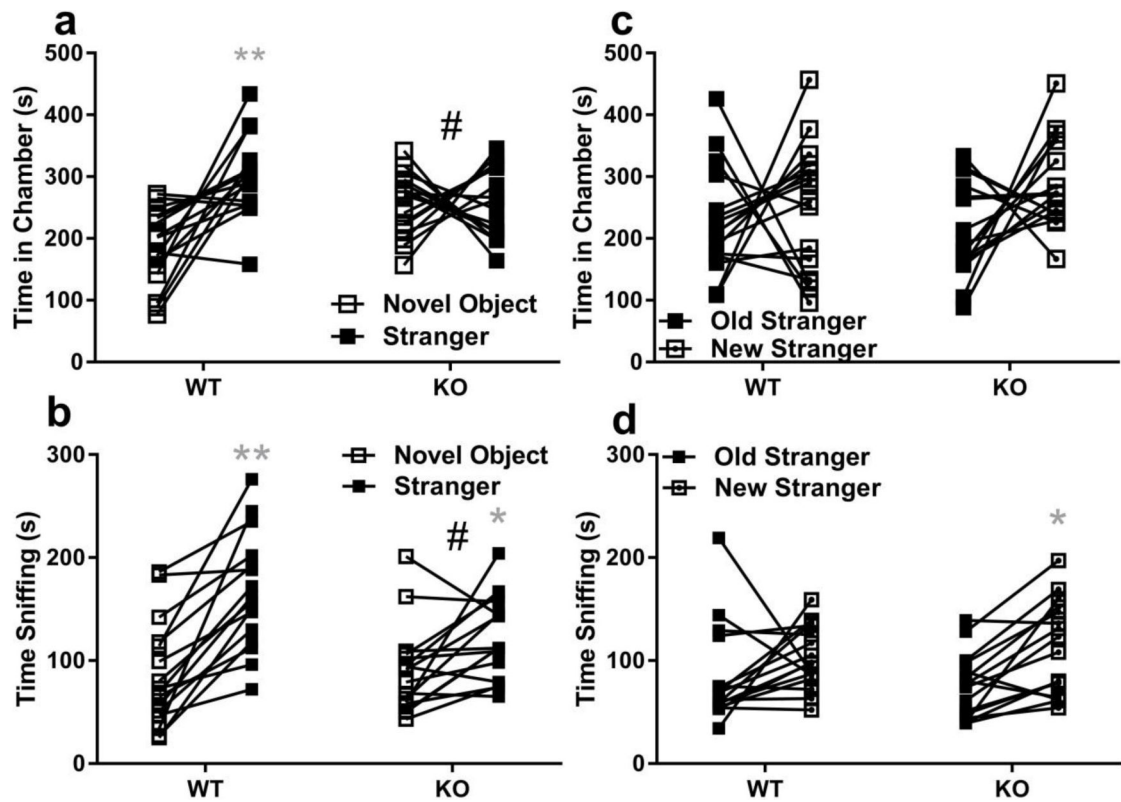 a
**
500
400
300
200
100
0
Time in Chamber (s)
#
Novel Object
Stranger
WT
KO
c
500
400
300
200
100
0
Time in Chamber (s)
Old Stranger
New Stranger
WT
KO
b
**
300
200
100
0
Time Sniffing (s)
Novel Object
Stranger
*
#
WT
KO
d
300
200
100
0
Time Sniffing (s)
Old Stranger
New Stranger
*
WT
KO